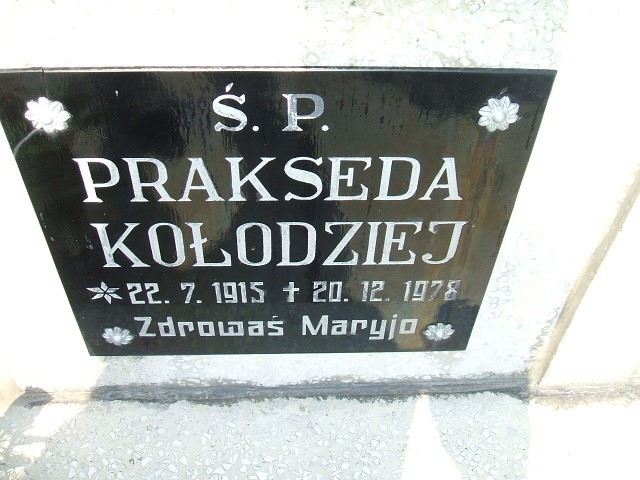 Ś. P.
PRAKSEDA
KOŁODZIEJ
22. 7. 1915 ✝ 20. 12. 1978
Zdrowaś Maryjo